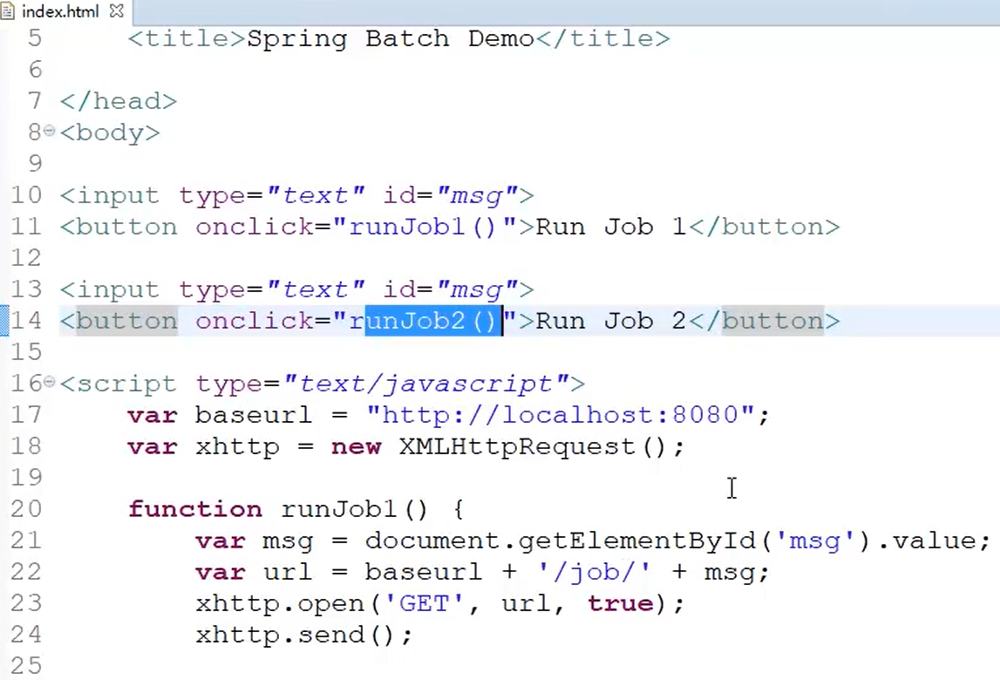 index.html
5 <title>Spring Batch Demo</title>
6
7 </head>
8 <body>
9
10 <input type="text" id="msg">
11 <button onclick="runJob1()">Run Job 1</button>
12
13 <input type="text" id="msg">
14 <button onclick="runJob2()">Run Job 2</button>
15
16 <script type="text/javascript">
17 var baseurl = "http://localhost:8080";
18 var xhttp = new XMLHttpRequest();
19
20 function runJob1() {
21 var msg = document.getElementById('msg').value;
22 var url = baseurl + '/job/' + msg;
23 xhttp.open('GET', url, true);
24 xhttp.send();
25